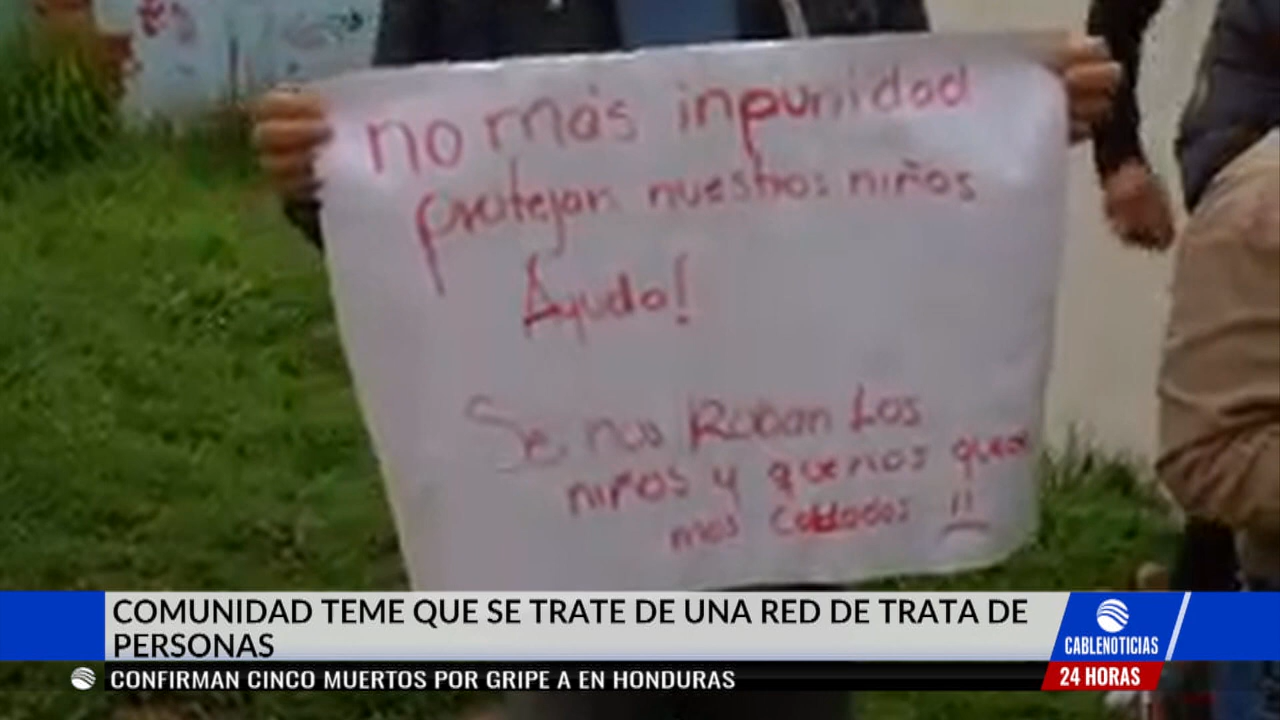 no más inpunidad
protejan nuestros niños
Ayuda!
Se nos Roban Los
niños y que nos queda
mos callados !!
COMUNIDAD TEME QUE SE TRATE DE UNA RED DE TRATA DE
PERSONAS
CABLENOTICIAS
CONFIRMAN CINCO MUERTOS POR GRIPE A EN HONDURAS
24 HORAS